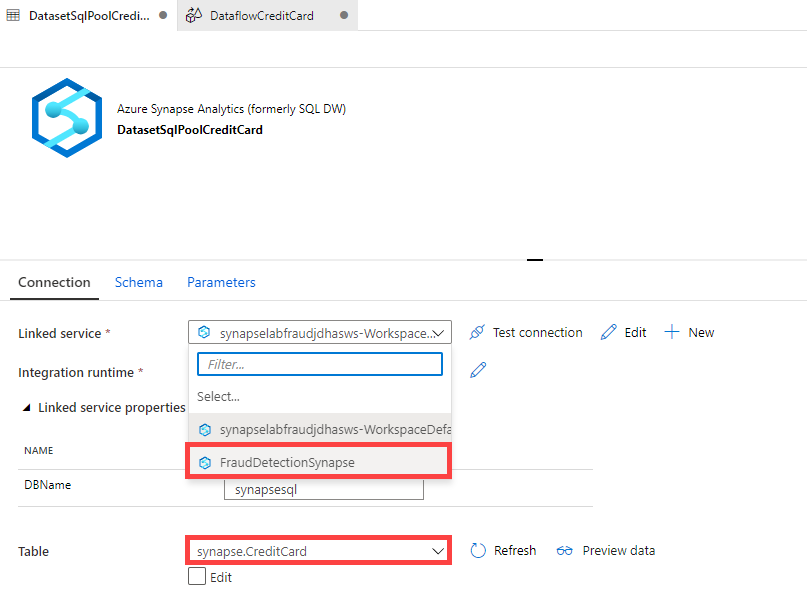 DatasetSqlPoolCredi... DataflowCreditCard
Azure Synapse Analytics (formerly SQL DW)
DatasetSqlPoolCreditCard
Connection Schema Parameters
Linked service * synapselabfraudjdhasws-Workspace... Test connection Edit New
Filter...
Integration runtime *
Select...
Linked service properties
synapselabfraudjdhasws-WorkspaceDefa
NAME
FraudDetectionSynapse
DBName
synapsesql
Table synapse.CreditCard Refresh Preview data
Edit